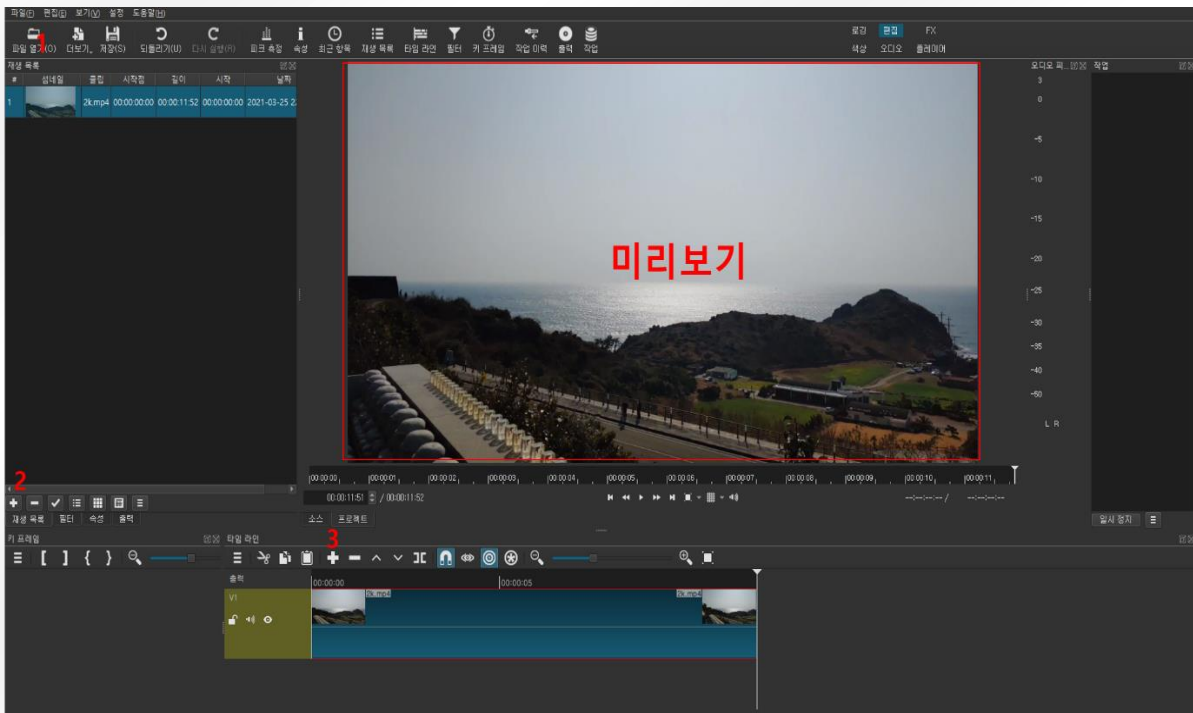 파일(F) 편집(E) 보기(V) 설정 도움말(H)
1
파일 열기(O) 더보기.. 저장(S) 되돌리기(U) 다시 실행(R) 피크 측정 속성 최근 항목 재생 목록 타임 라인 필터 키 프레임 작업 이력 출력 작업
로깅 편집 FX
색상 오디오 플레이어
재생 목록
# 섬네일 클립 시작점 길이 시작 날짜
1 2k.mp4 00:00:00:00 00:00:11:52 00:00:00:00 2021-03-25 2
오디오 피... 작업
3
0
-5
-10
-15
-20
-25
-30
-35
-40
-50
L R
미리보기
2
00:00:00 00:00:01 00:00:02 00:00:03 00:00:04 00:00:05 00:00:06 00:00:07 00:00:08 00:00:09 00:00:10 00:00:11
00:00:11:51 / 00:00:11:52
--:--:--:-- / --:--:--:--
재생 목록 필터 속성 출력
소스 프로젝트
일시 정지
키 프레임
타임 라인
3
출력
00:00:00 00:00:05
V1
2k.mp4 2k.mp4